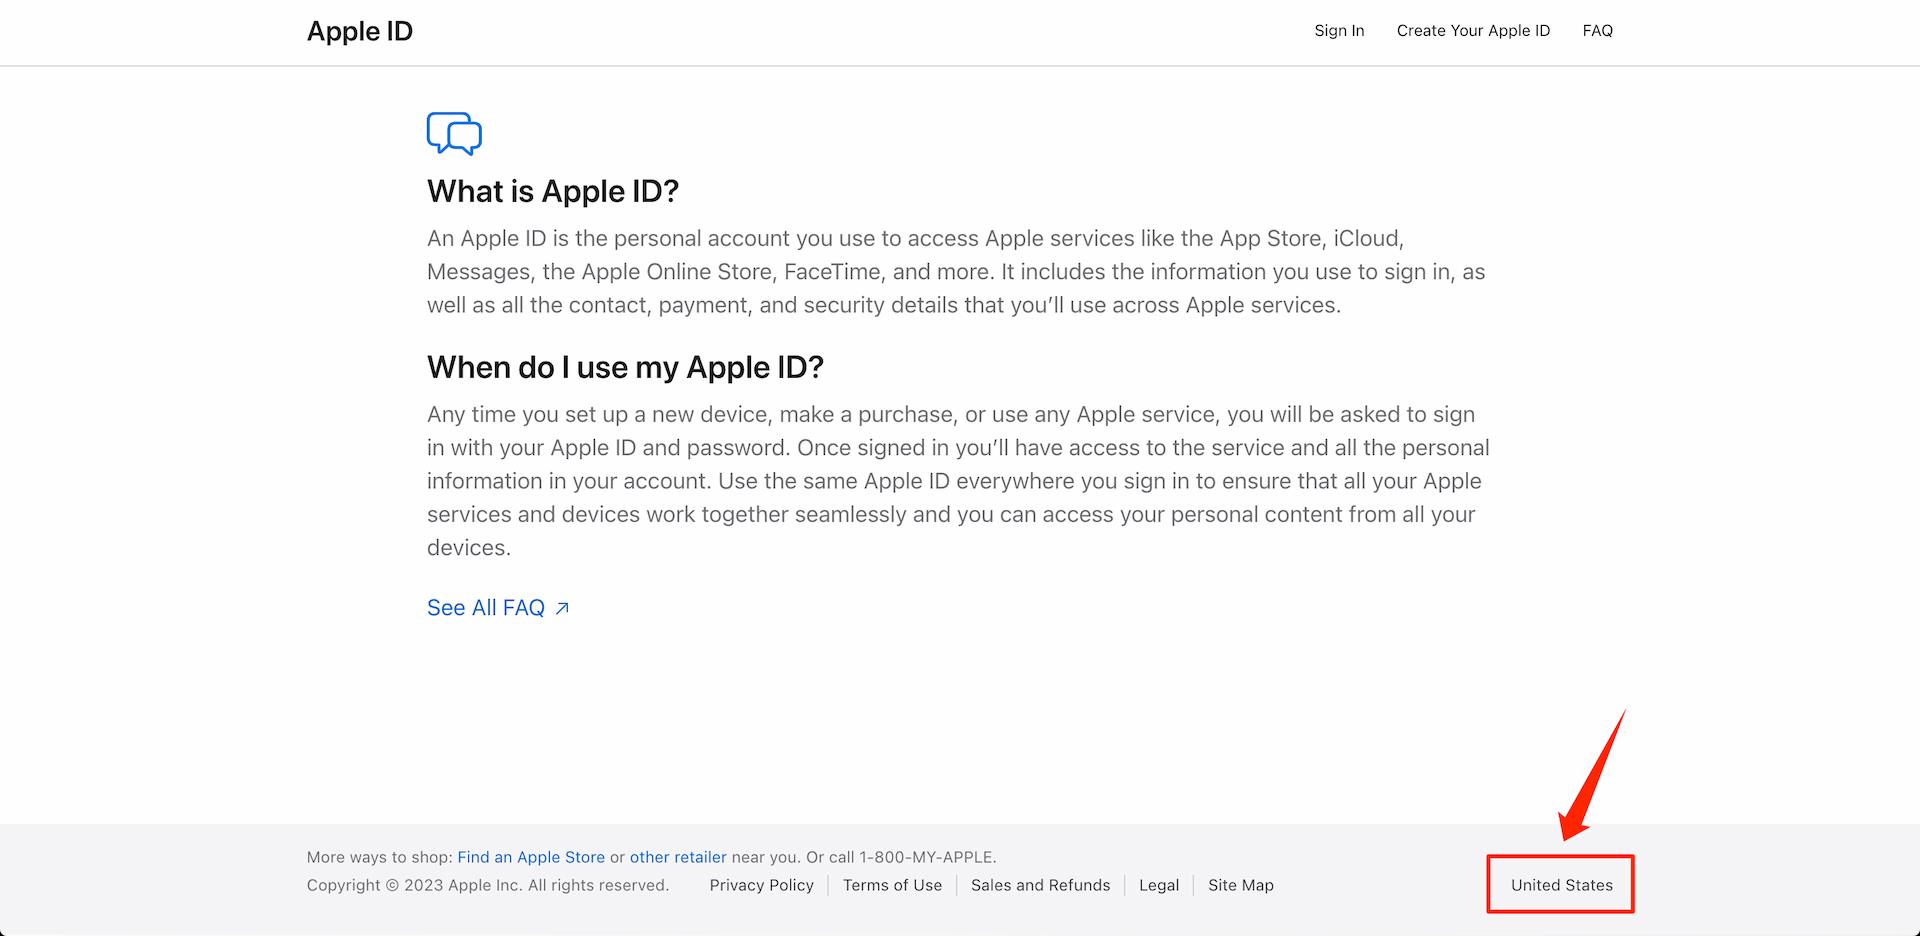 Apple ID
Sign In
Create Your Apple ID
FAQ
What is Apple ID?
An Apple ID is the personal account you use to access Apple services like the App Store, iCloud,
Messages, the Apple Online Store, FaceTime, and more. It includes the information you use to sign in, as
well as all the contact, payment, and security details that you’ll use across Apple services.
When do I use my Apple ID?
Any time you set up a new device, make a purchase, or use any Apple service, you will be asked to sign
in with your Apple ID and password. Once signed in you’ll have access to the service and all the personal
information in your account. Use the same Apple ID everywhere you sign in to ensure that all your Apple
services and devices work together seamlessly and you can access your personal content from all your
devices.
See All FAQ ↗
More ways to shop: Find an Apple Store or other retailer near you. Or call 1-800-MY-APPLE.
Copyright © 2023 Apple Inc. All rights reserved.
Privacy Policy
Terms of Use
Sales and Refunds
Legal
Site Map
United States